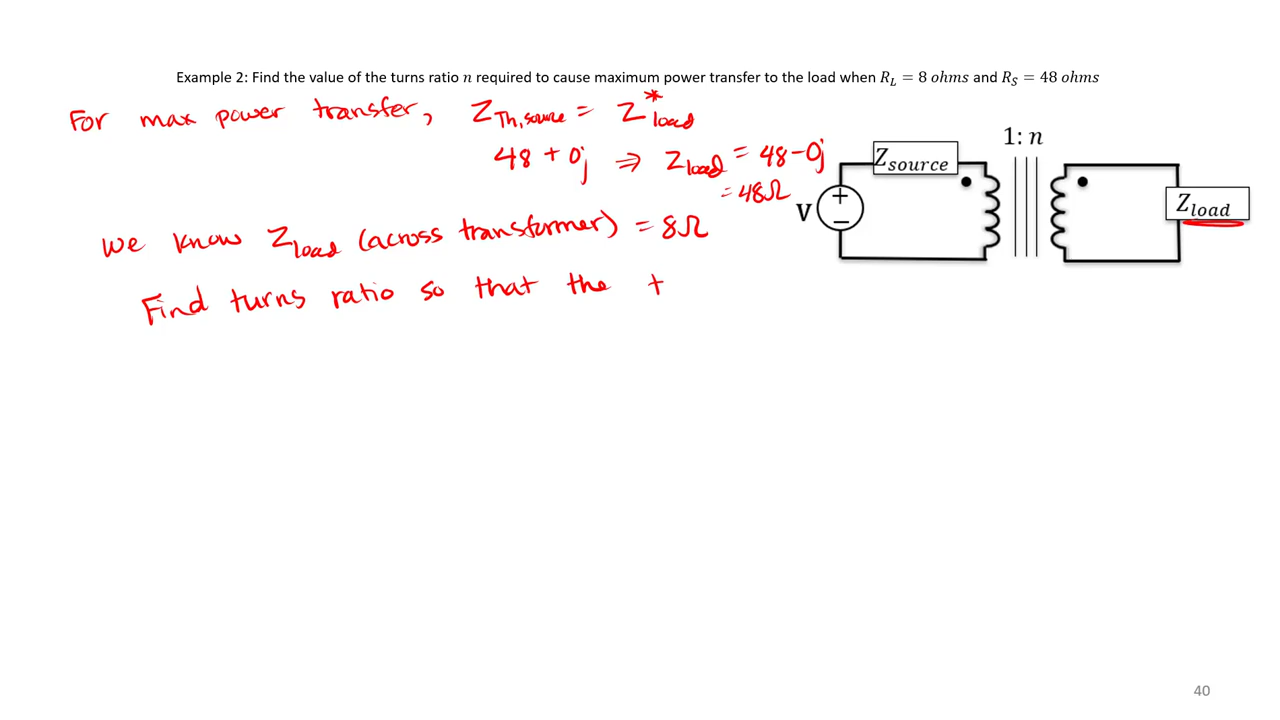 Example 2: Find the value of the turns ratio n required to cause maximum power transfer to the load when R_L = 8 ohms and R_S = 48 ohms
For max power transfer, Z_Th,source = Z*_load
48 + 0j ⇒ Z_load = 48 - 0j
= 48Ω
We know Z_load (across transformer) = 8Ω
Find turns ratio so that the t
1: n
Z_source
V
+
−
Z_load
40